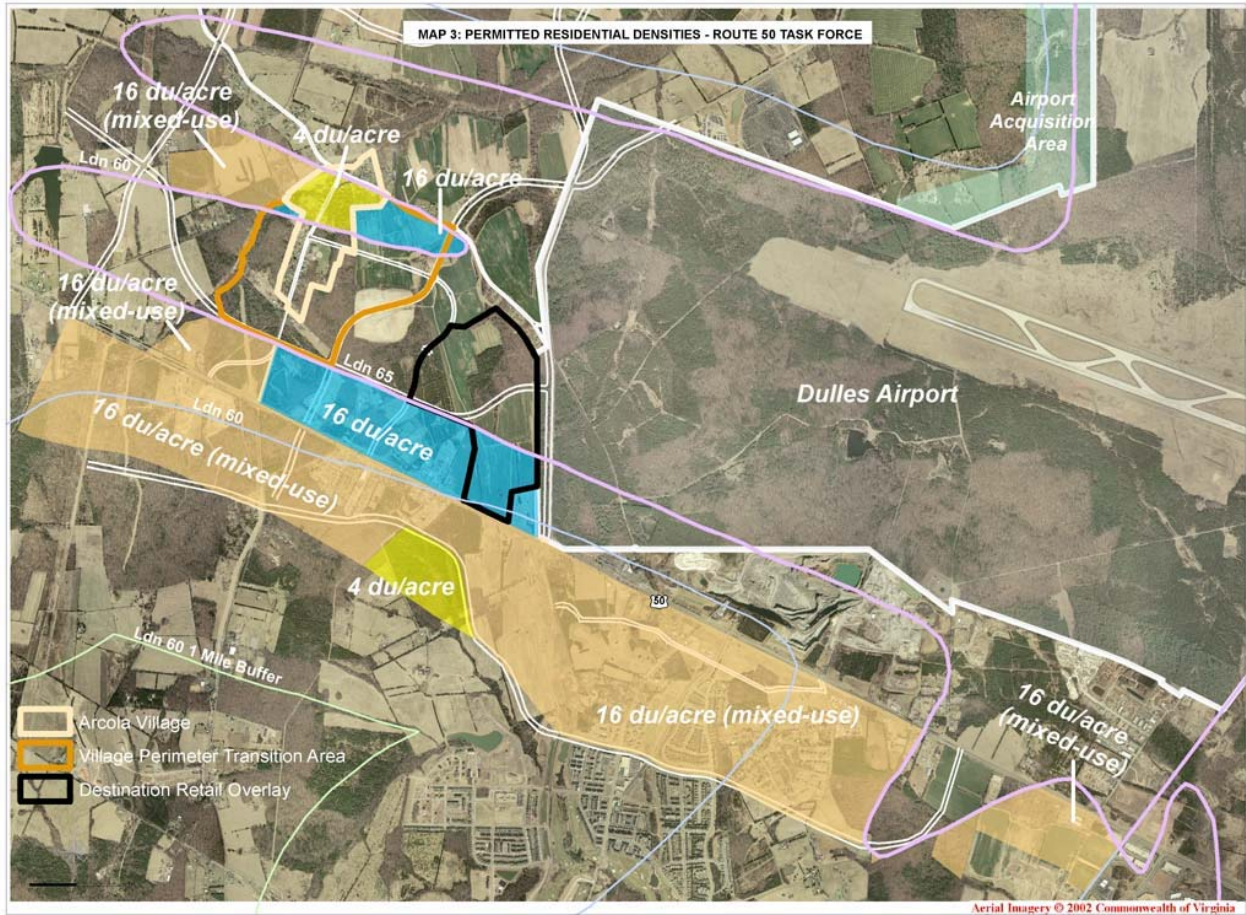 MAP 3: PERMITTED RESIDENTIAL DENSITIES - ROUTE 50 TASK FORCE
16 du/acre
(mixed-use)
4 du/acre
Airport
Acquisition
Area
Ldn 60
16 du/acre
16 du/acre
(mixed-use)
Ldn 65
Dulles Airport
16 du/acre (mixed-use)
Ldn 60
16 du/acre
4 du/acre
50
Ldn 60 1 Mile Buffer
16 du/acre (mixed-use)
16 du/acre
(mixed-use)
Arcola Village
Village Perimeter Transition Area
Destination Retail Overlay
Aerial Imagery © 2002 Commonwealth of Virginia